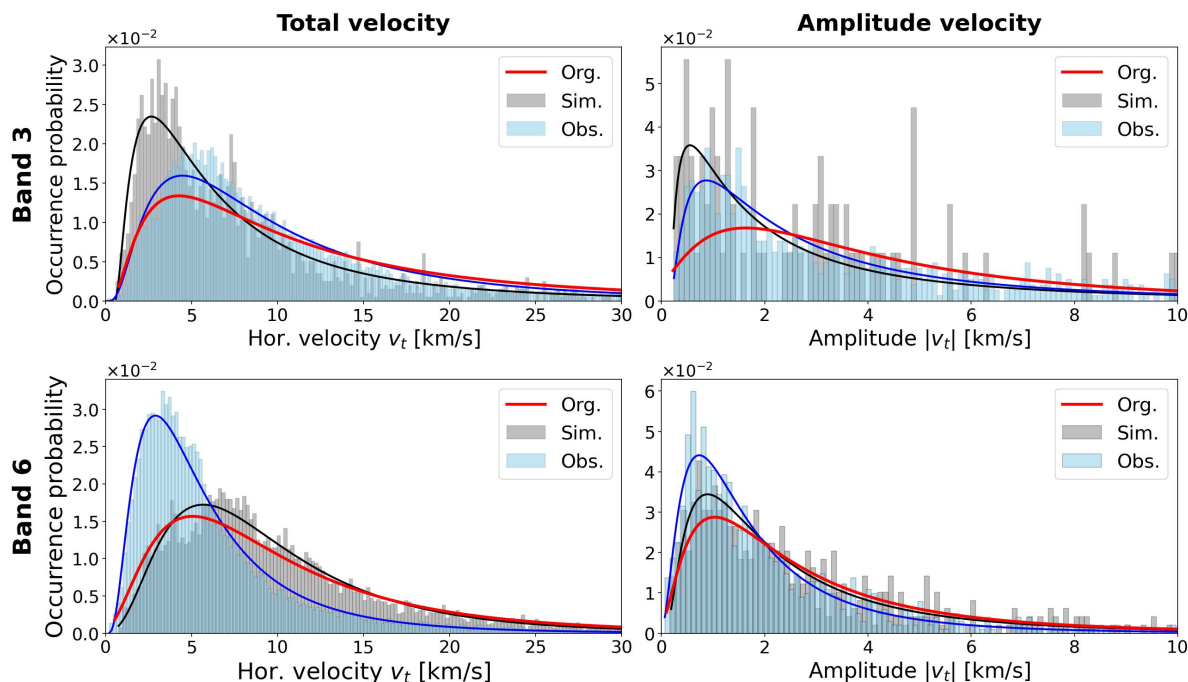 Total velocity
Amplitude velocity
Band 3
×10⁻²
Occurrence probability
3.0
2.5
2.0
1.5
1.0
0.5
0.0
0 5 10 15 20 25 30
Hor. velocity vₜ [km/s]
Org.
Sim.
Obs.
×10⁻²
5
4
3
2
1
0
0 2 4 6 8 10
Amplitude |vₜ| [km/s]
Org.
Sim.
Obs.
Band 6
×10⁻²
Occurrence probability
3.0
2.5
2.0
1.5
1.0
0.5
0.0
0 5 10 15 20 25 30
Hor. velocity vₜ [km/s]
Org.
Sim.
Obs.
×10⁻²
6
5
4
3
2
1
0
0 2 4 6 8 10
Amplitude |vₜ| [km/s]
Org.
Sim.
Obs.